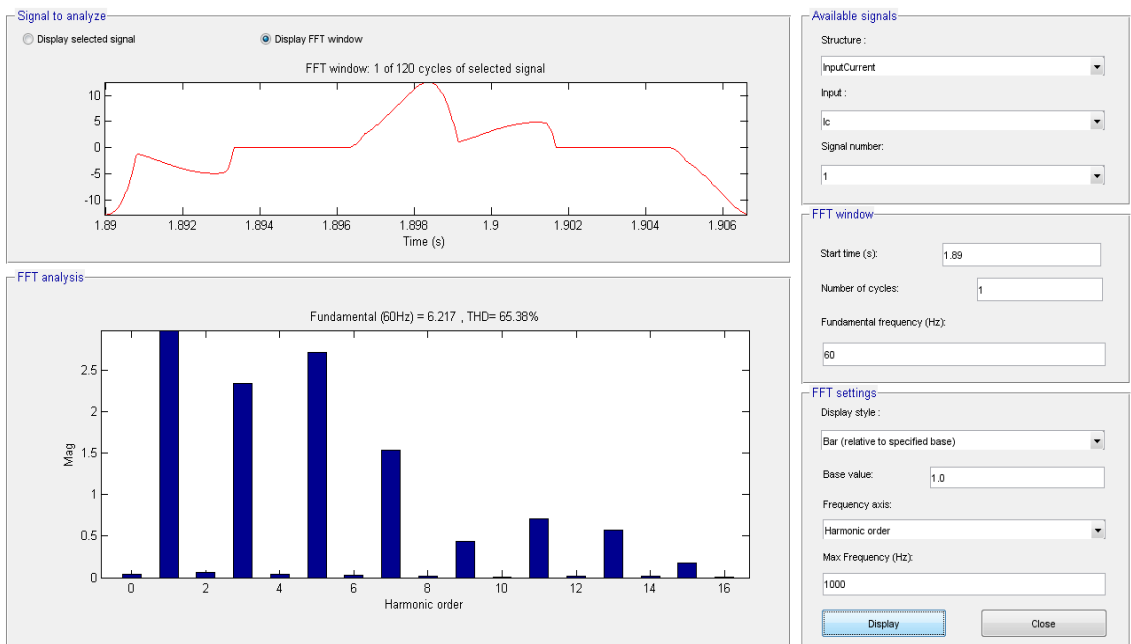 Signal to analyze
Display selected signal
Display FFT window
FFT window: 1 of 120 cycles of selected signal
10
5
0
-5
-10
1.89 1.892 1.894 1.896 1.898 1.9 1.902 1.904 1.906
Time (s)
FFT analysis
Fundamental (60Hz) = 6.217 , THD= 65.38%
2.5
2
1.5
1
0.5
0
Mag
0 2 4 6 8 10 12 14 16
Harmonic order
Available signals
Structure :
InputCurrent
Input :
Ic
Signal number:
1
FFT window
Start time (s): 1.89
Number of cycles: 1
Fundamental frequency (Hz):
60
FFT settings
Display style :
Bar (relative to specified base)
Base value: 1.0
Frequency axis:
Harmonic order
Max Frequency (Hz):
1000
Display Close